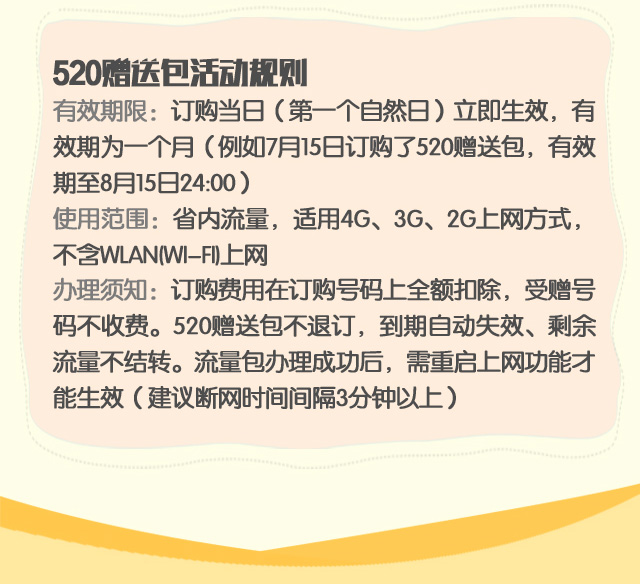 520赠送包活动规则
有效期限：订购当日（第一个自然日）立即生效，有
效期为一个月（例如7月15日订购了520赠送包，有效
期至8月15日24:00）
使用范围：省内流量，适用4G、3G、2G上网方式，
不含WLAN(WI-FI)上网
办理须知：订购费用在订购号码上全额扣除，受赠号
码不收费。520赠送包不退订，到期自动失效、剩余
流量不结转。流量包办理成功后，需重启上网功能才
能生效（建议断网时间间隔3分钟以上）